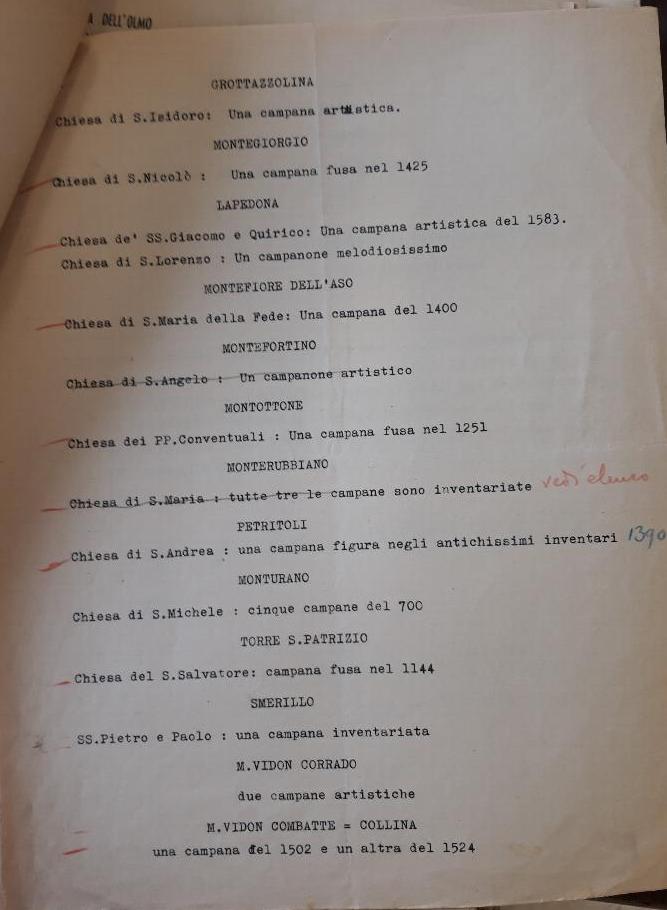 A DELL'OLMO
GROTTAZZOLINA
Chiesa di S.Isidoro: Una campana artistica.
MONTEGIORGIO
Chiesa di S.Nicolò : Una campana fusa nel 1425
LAPEDONA
Chiesa de' SS.Giacomo e Quirico: Una campana artistica del 1583.
Chiesa di S.Lorenzo : Un campanone melodiosissimo
MONTEFIORE DELL'ASO
Chiesa di S.Maria della Fede: Una campana del 1400
MONTEFORTINO
Chiesa di S.Angelo : Un campanone artistico
MONTOTTONE
Chiesa dei PP.Conventuali : Una campana fusa nel 1251
MONTERUBBIANO
Chiesa di S.Maria : tutte tre le campane sono inventariate vedi elenco
PETRITOLI
Chiesa di S.Andrea : una campana figura negli antichissimi inventari 1390
MONTURANO
Chiesa di S.Michele : cinque campane del 700
TORRE S.PATRIZIO
Chiesa del S.Salvatore: campana fusa nel 1144
SMERILLO
SS.Pietro e Paolo : una campana inventariata
M.VIDON CORRADO
due campane artistiche
M.VIDON COMBATTE = COLLINA
una campana del 1502 e un altra del 1524